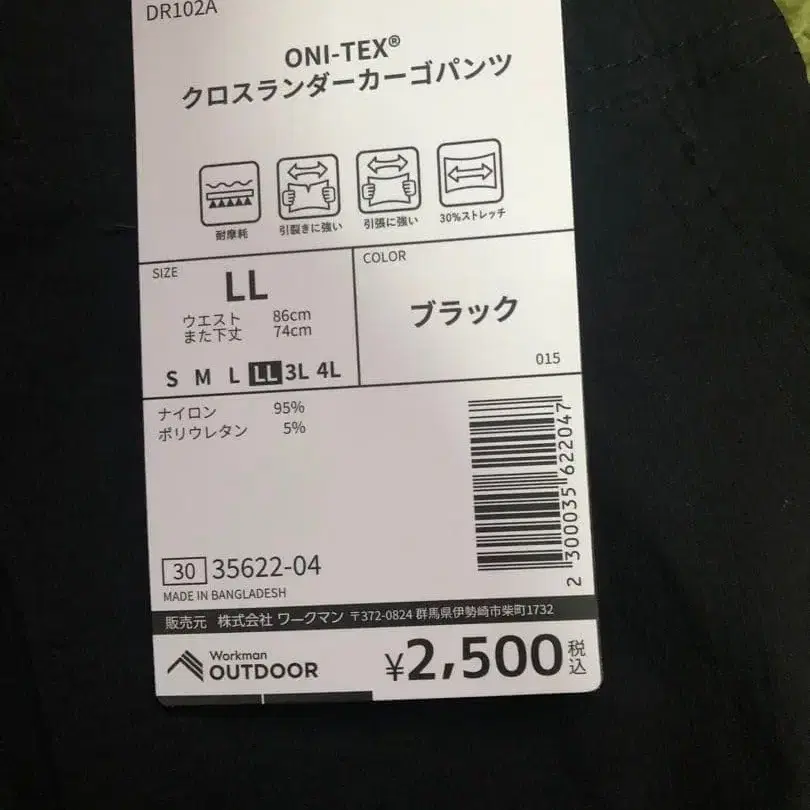 DR102A
ONI-TEX®
クロスランダーカーゴパンツ
耐摩耗 引裂きに強い 引張に強い 30%ストレッチ
SIZE
LL
ウエスト 86cm
また下丈 74cm
S M L LL 3L 4L
COLOR
ブラック
015
ナイロン 95%
ポリウレタン 5%
2 300035 622047
30 35622-04
MADE IN BANGLADESH
販売元 株式会社 ワークマン 〒372-0824 群馬県伊勢崎市柴町1732
Workman
OUTDOOR
¥2,500税込